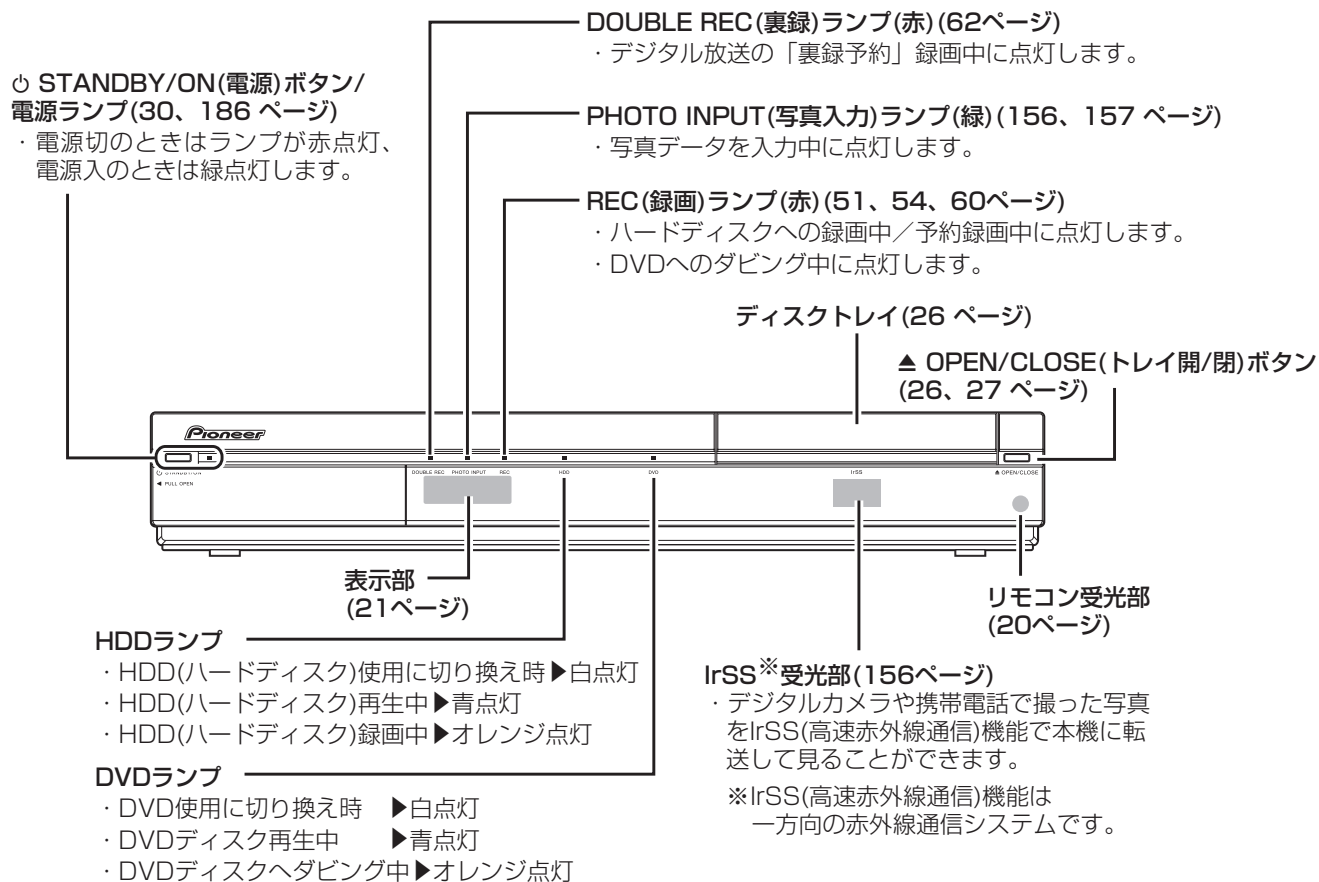 DOUBLE REC(裏録)ランプ(赤)(62ページ)
・デジタル放送の「裏録予約」録画中に点灯します。
⏻ STANDBY/ON(電源)ボタン/
電源ランプ(30、186 ページ)
・電源切のときはランプが赤点灯、
電源入のときは緑点灯します。
PHOTO INPUT(写真入力)ランプ(緑)(156、157 ページ)
・写真データを入力中に点灯します。
REC(録画)ランプ(赤)(51、54、60ページ)
・ハードディスクへの録画中／予約録画中に点灯します。
・DVDへのダビング中に点灯します。
ディスクトレイ(26 ページ)
▲ OPEN/CLOSE(トレイ開/閉)ボタン
(26、27 ページ)
Pioneer
⏻ STANDBY/ON
◀ PULL OPEN
DOUBLE REC PHOTO INPUT REC HDD DVD IrSS ▲ OPEN/CLOSE
表示部
(21ページ)
リモコン受光部
(20ページ)
HDDランプ
・HDD(ハードディスク)使用に切り換え時▶白点灯
・HDD(ハードディスク)再生中▶青点灯
・HDD(ハードディスク)録画中▶オレンジ点灯
DVDランプ
・DVD使用に切り換え時 ▶白点灯
・DVDディスク再生中 ▶青点灯
・DVDディスクへダビング中▶オレンジ点灯
IrSS※受光部(156ページ)
・デジタルカメラや携帯電話で撮った写真
をIrSS(高速赤外線通信)機能で本機に転
送して見ることができます。
※IrSS(高速赤外線通信)機能は
一方向の赤外線通信システムです。